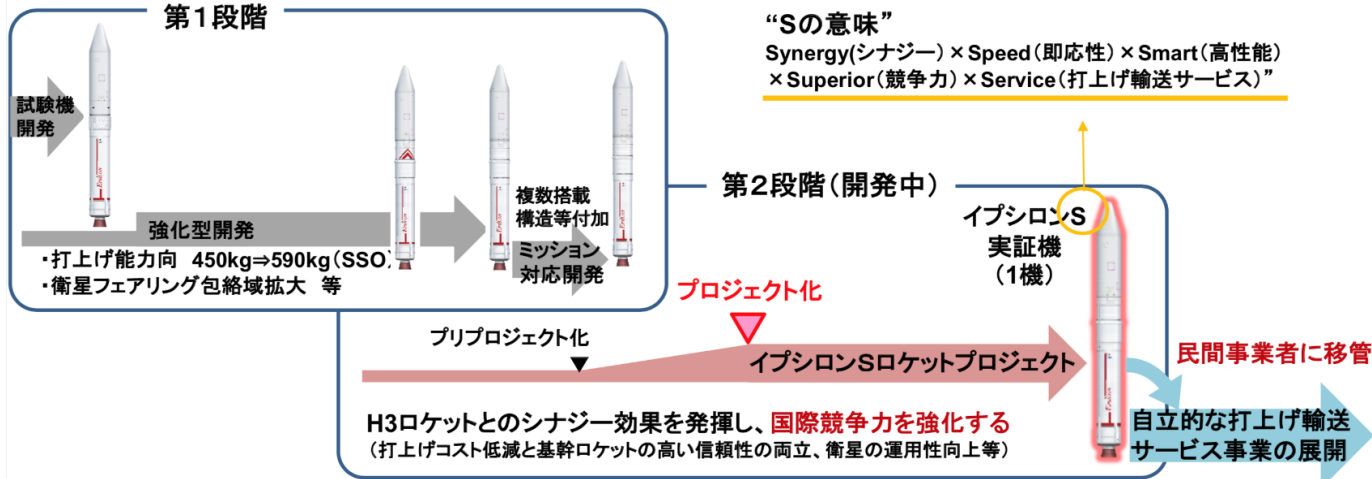 第1段階
試験機
開発
強化型開発
・打上げ能力向 450kg⇒590kg(SSO)
・衛星フェアリング包絡域拡大 等
複数搭載
構造等付加
ミッション
対応開発
“Sの意味”
Synergy(シナジー)×Speed(即応性)×Smart(高性能)
×Superior(競争力)×Service(打上げ輸送サービス)”
第2段階(開発中)
イプシロンS
実証機
(1機)
プロジェクト化
プリプロジェクト化
イプシロンSロケットプロジェクト
H3ロケットとのシナジー効果を発揮し、国際競争力を強化する
(打上げコスト低減と基幹ロケットの高い信頼性の両立、衛星の運用性向上等)
民間事業者に移管
自立的な打上げ輸送
サービス事業の展開